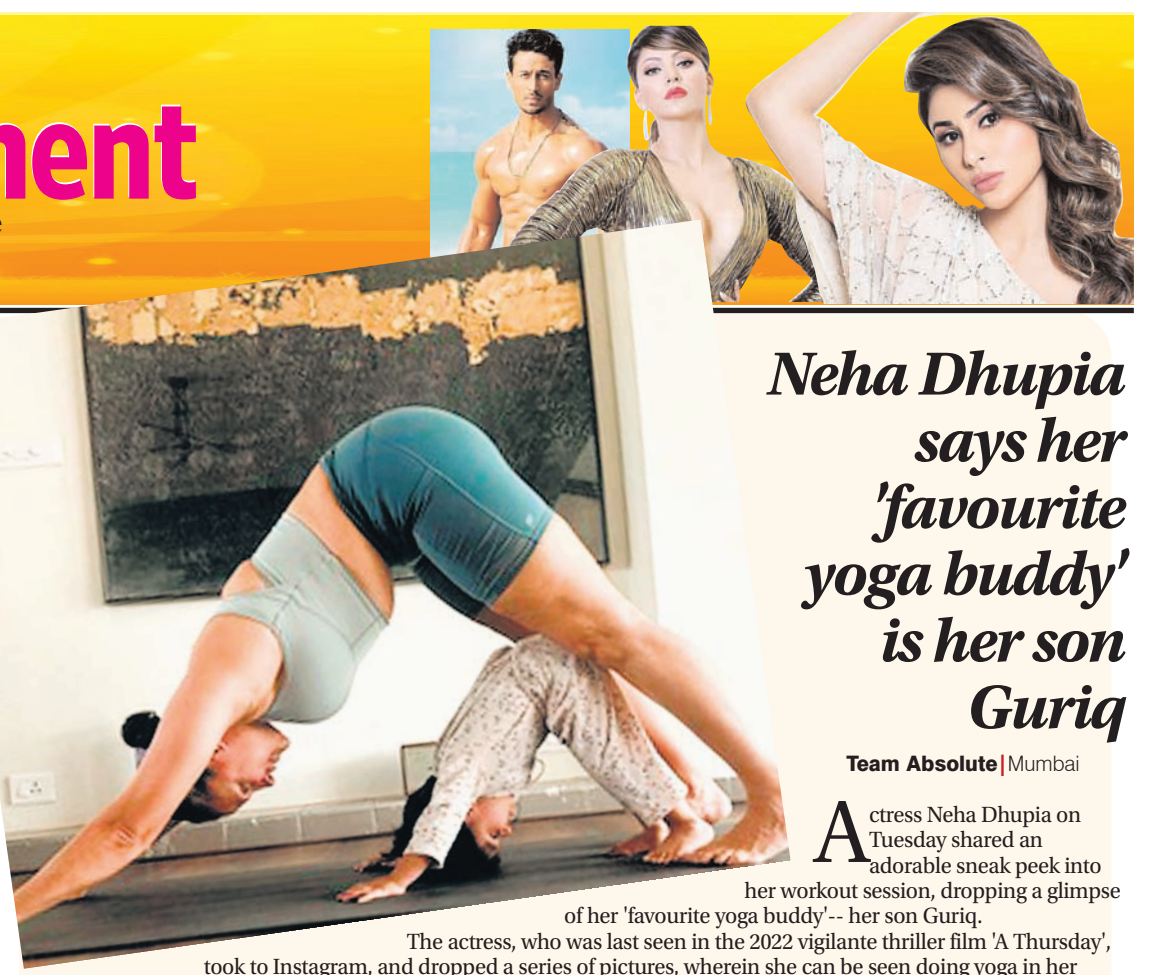 nent
e
Neha Dhupia
says her
'favourite
yoga buddy'
is her son
Guriq
Team Absolute|Mumbai
Actress Neha Dhupia on
Tuesday shared an
adorable sneak peek into
her workout session, dropping a glimpse
of her 'favourite yoga buddy'-- her son Guriq.
The actress, who was last seen in the 2022 vigilante thriller film 'A Thursday',
took to Instagram, and dropped a series of pictures, wherein she can be seen doing yoga in her